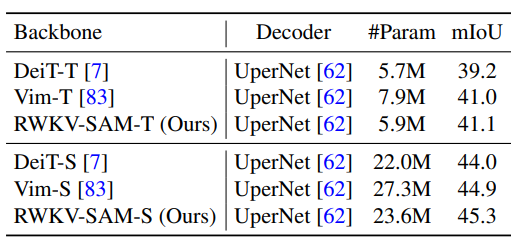 Backbone Decoder #Param mIoU
DeiT-T [7] UperNet [62] 5.7M 39.2
Vim-T [83] UperNet [62] 7.9M 41.0
RWKV-SAM-T (Ours) UperNet [62] 5.9M 41.1
DeiT-S [7] UperNet [62] 22.0M 44.0
Vim-S [83] UperNet [62] 27.3M 44.9
RWKV-SAM-S (Ours) UperNet [62] 23.6M 45.3